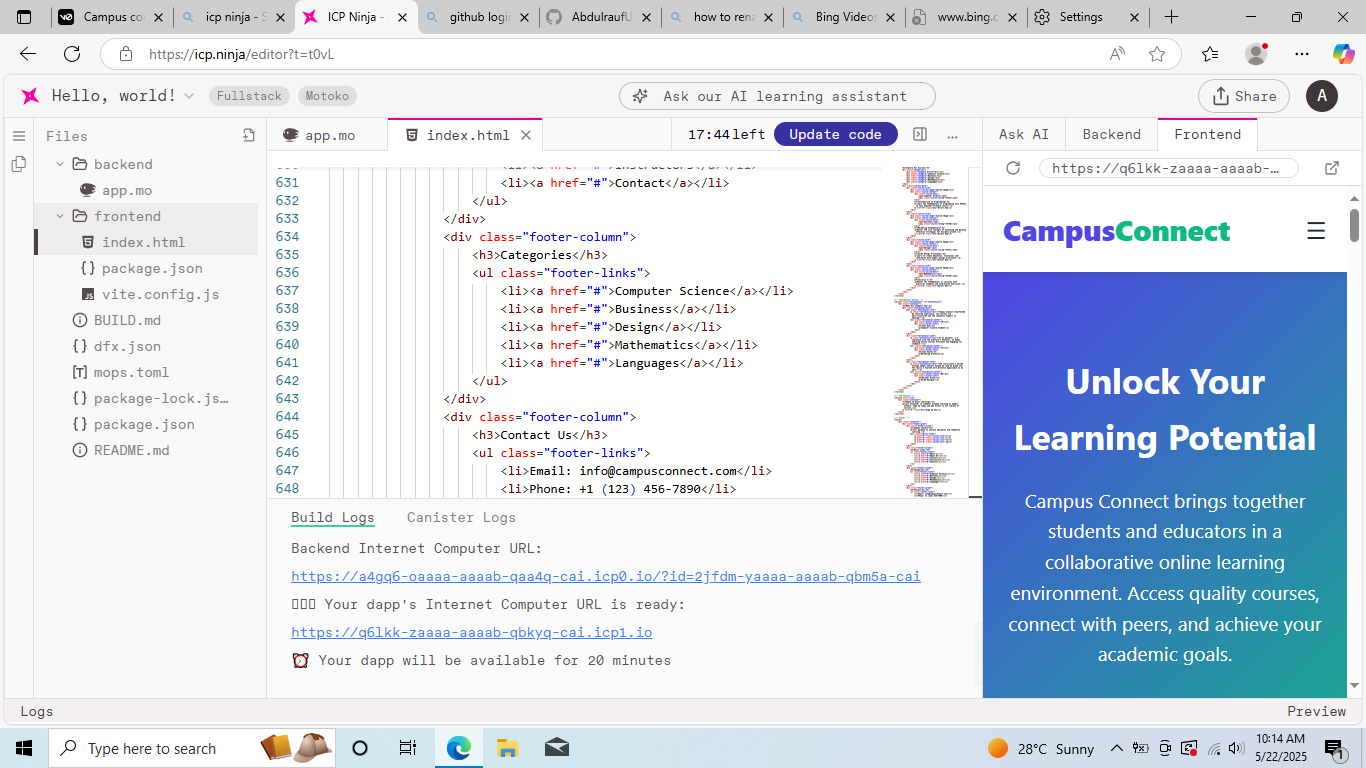 Campus co
icp ninja - S
ICP Ninja -
github login
AbdulraufU
how to rena
Bing Videos
www.bing.c
Settings
https://icp.ninja/editor?t=t0vL
Hello, world!
Fullstack
Motoko
Ask our AI learning assistant
Share
A
Files
backend
app.mo
frontend
index.html
package.json
vite.config.js
BUILD.md
dfx.json
mops.toml
package-lock.js…
package.json
README.md
app.mo
index.html
17:44 left
Update code
…
631 <li><a href="#">Contact</a></li>
632 </ul>
633 </div>
634 <div class="footer-column">
635 <h3>Categories</h3>
636 <ul class="footer-links">
637 <li><a href="#">Computer Science</a></li>
638 <li><a href="#">Business</a></li>
639 <li><a href="#">Design</a></li>
640 <li><a href="#">Mathematics</a></li>
641 <li><a href="#">Languages</a></li>
642 </ul>
643 </div>
644 <div class="footer-column">
645 <h3>Contact Us</h3>
646 <ul class="footer-links">
647 <li>Email: info@campusconnect.com</li>
648 <li>Phone: +1 (123) 456-7890</li>
Build Logs
Canister Logs
Backend Internet Computer URL:
https://a4gq6-oaaaa-aaaab-qaa4q-cai.icp0.io/?id=2jfdm-yaaaa-aaaab-qbm5a-cai
Your dapp's Internet Computer URL is ready:
https://q6lkk-zaaaa-aaaab-qbkyq-cai.icp1.io
Your dapp will be available for 20 minutes
Ask AI
Backend
Frontend
https://q6lkk-zaaaa-aaaab-…
CampusConnect
Unlock Your
Learning Potential
Campus Connect brings together
students and educators in a
collaborative online learning
environment. Access quality courses,
connect with peers, and achieve your
academic goals.
Logs
Preview
Type here to search
28°C Sunny
10:14 AM
5/22/2025
1